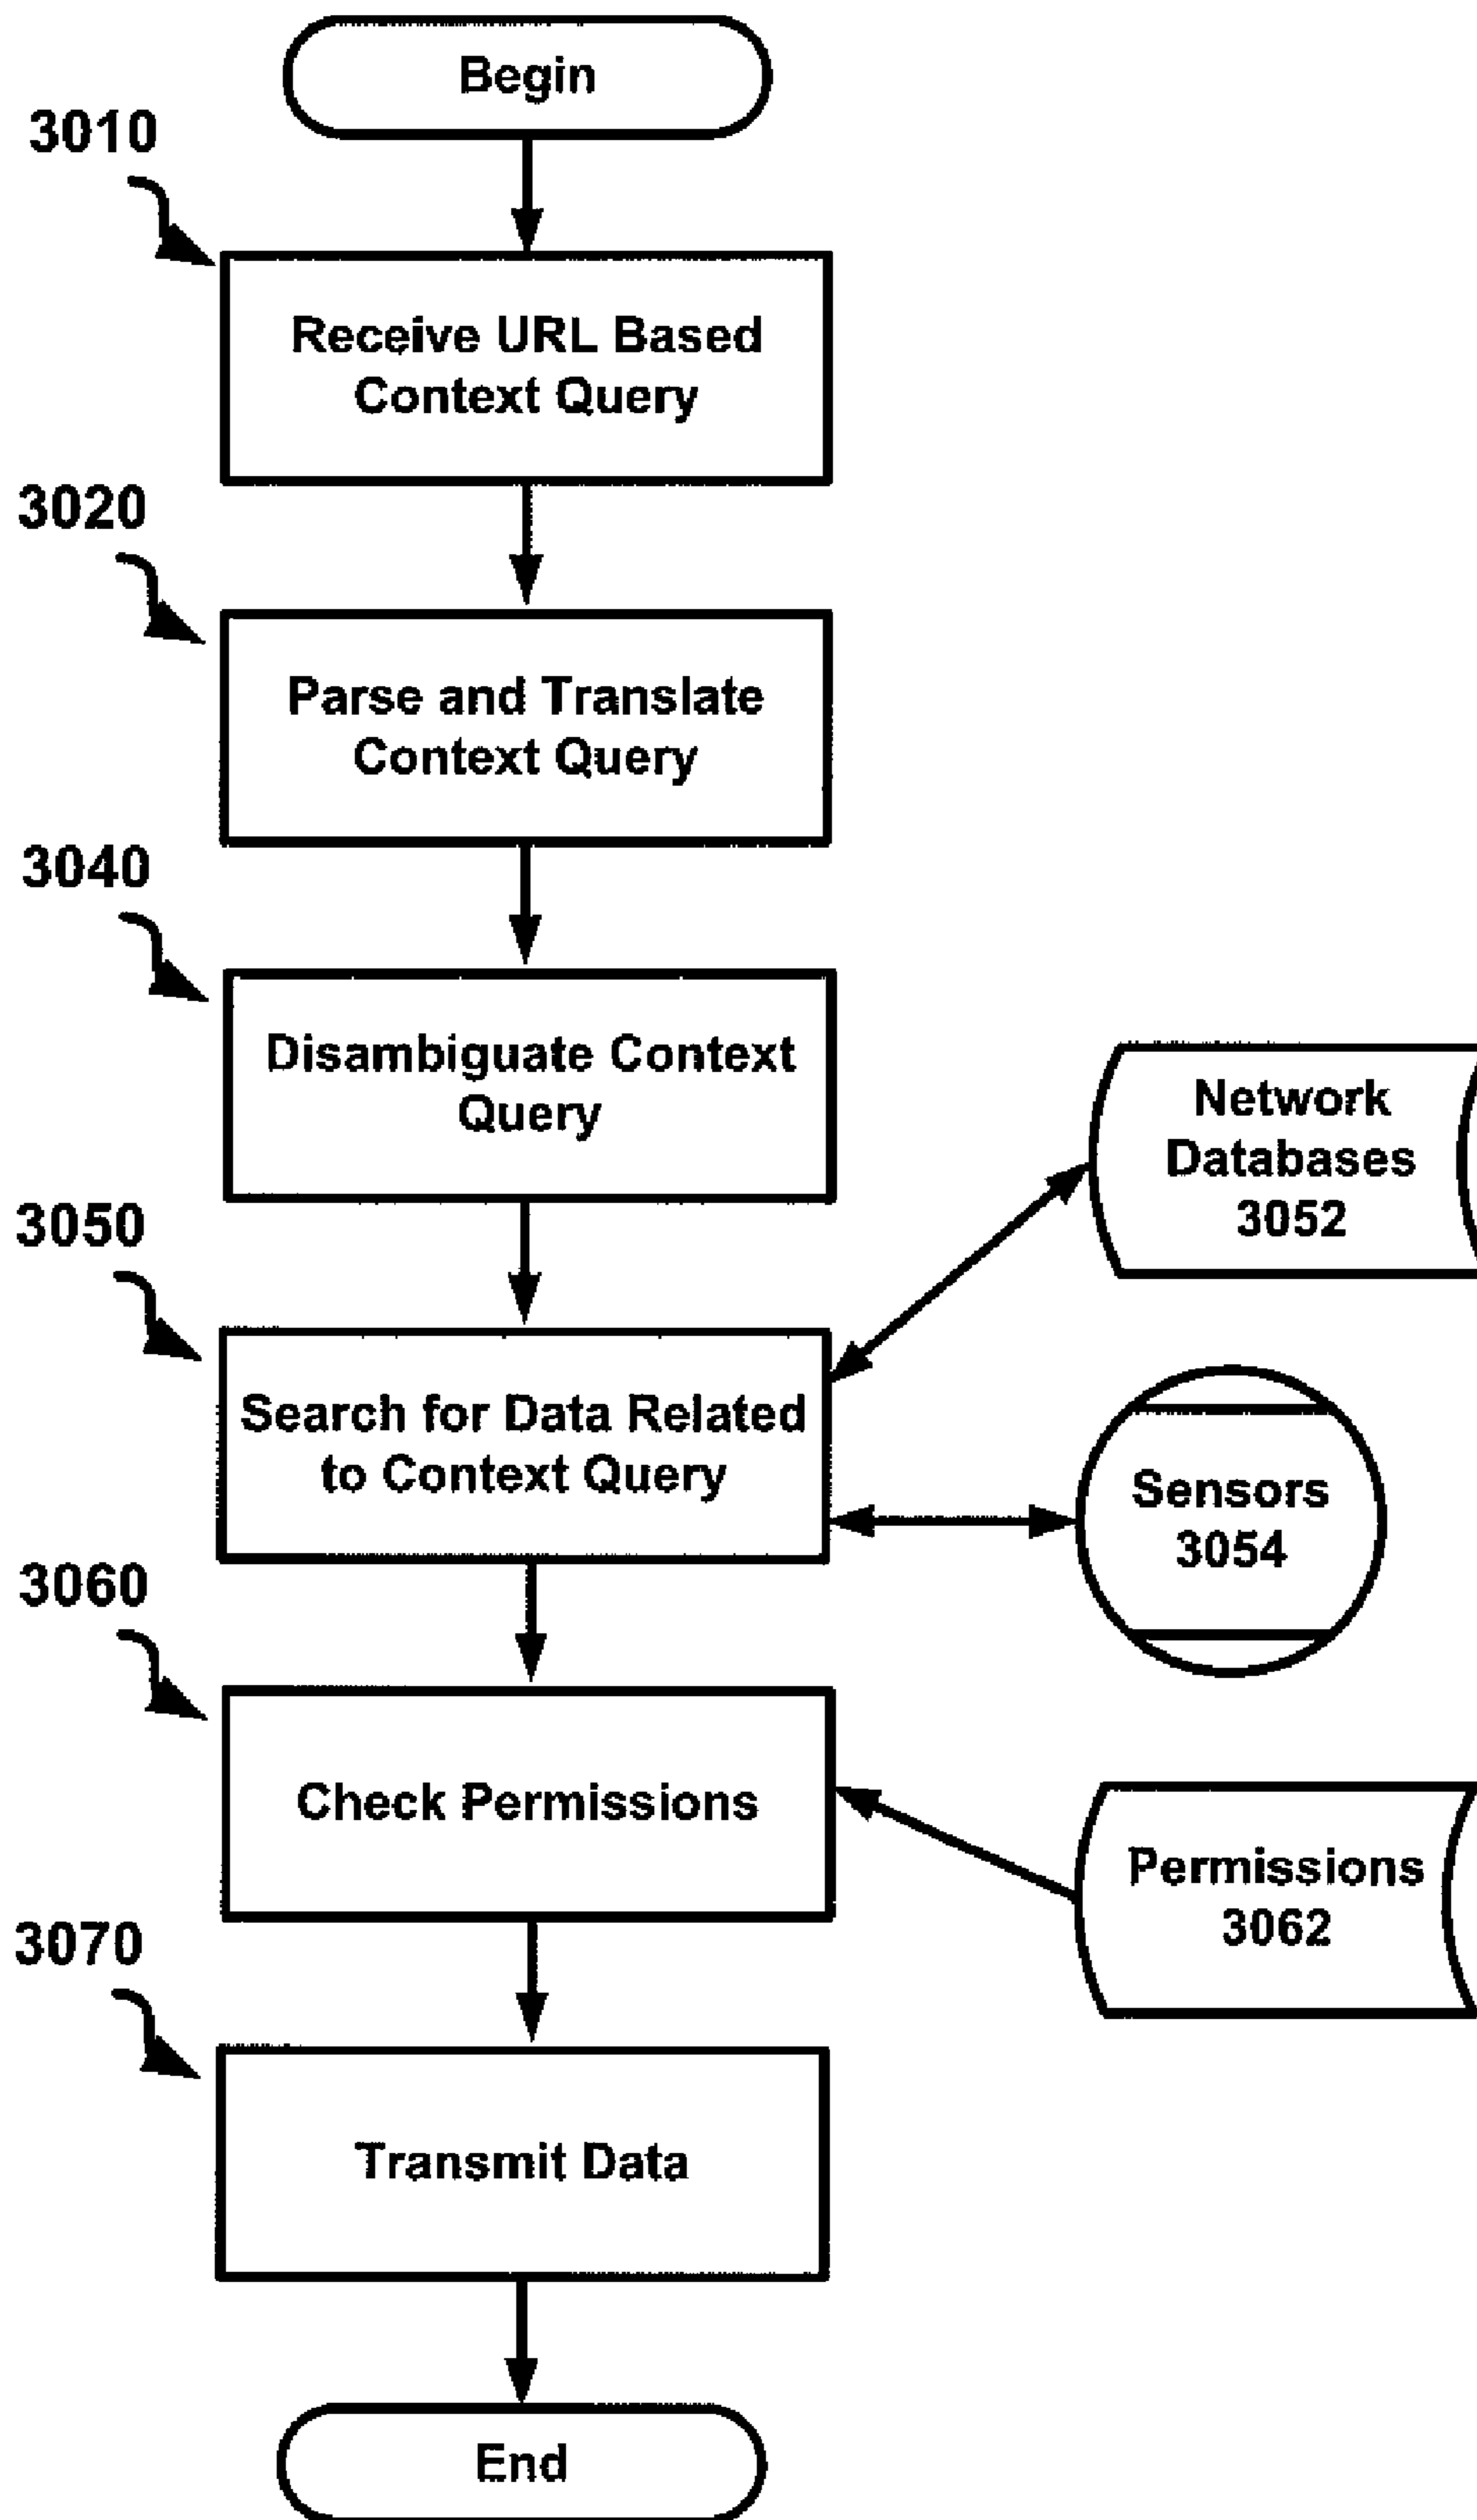 Begin
3010
Receive URL Based
Context Query
3020
Parse and Translate
Context Query
3040
Disambiguate Context
Query
Network
Databases
3052
3050
Search for Data Related
to Context Query
Sensors
3054
3060
Check Permissions
Permissions
3062
3070
Transmit Data
End